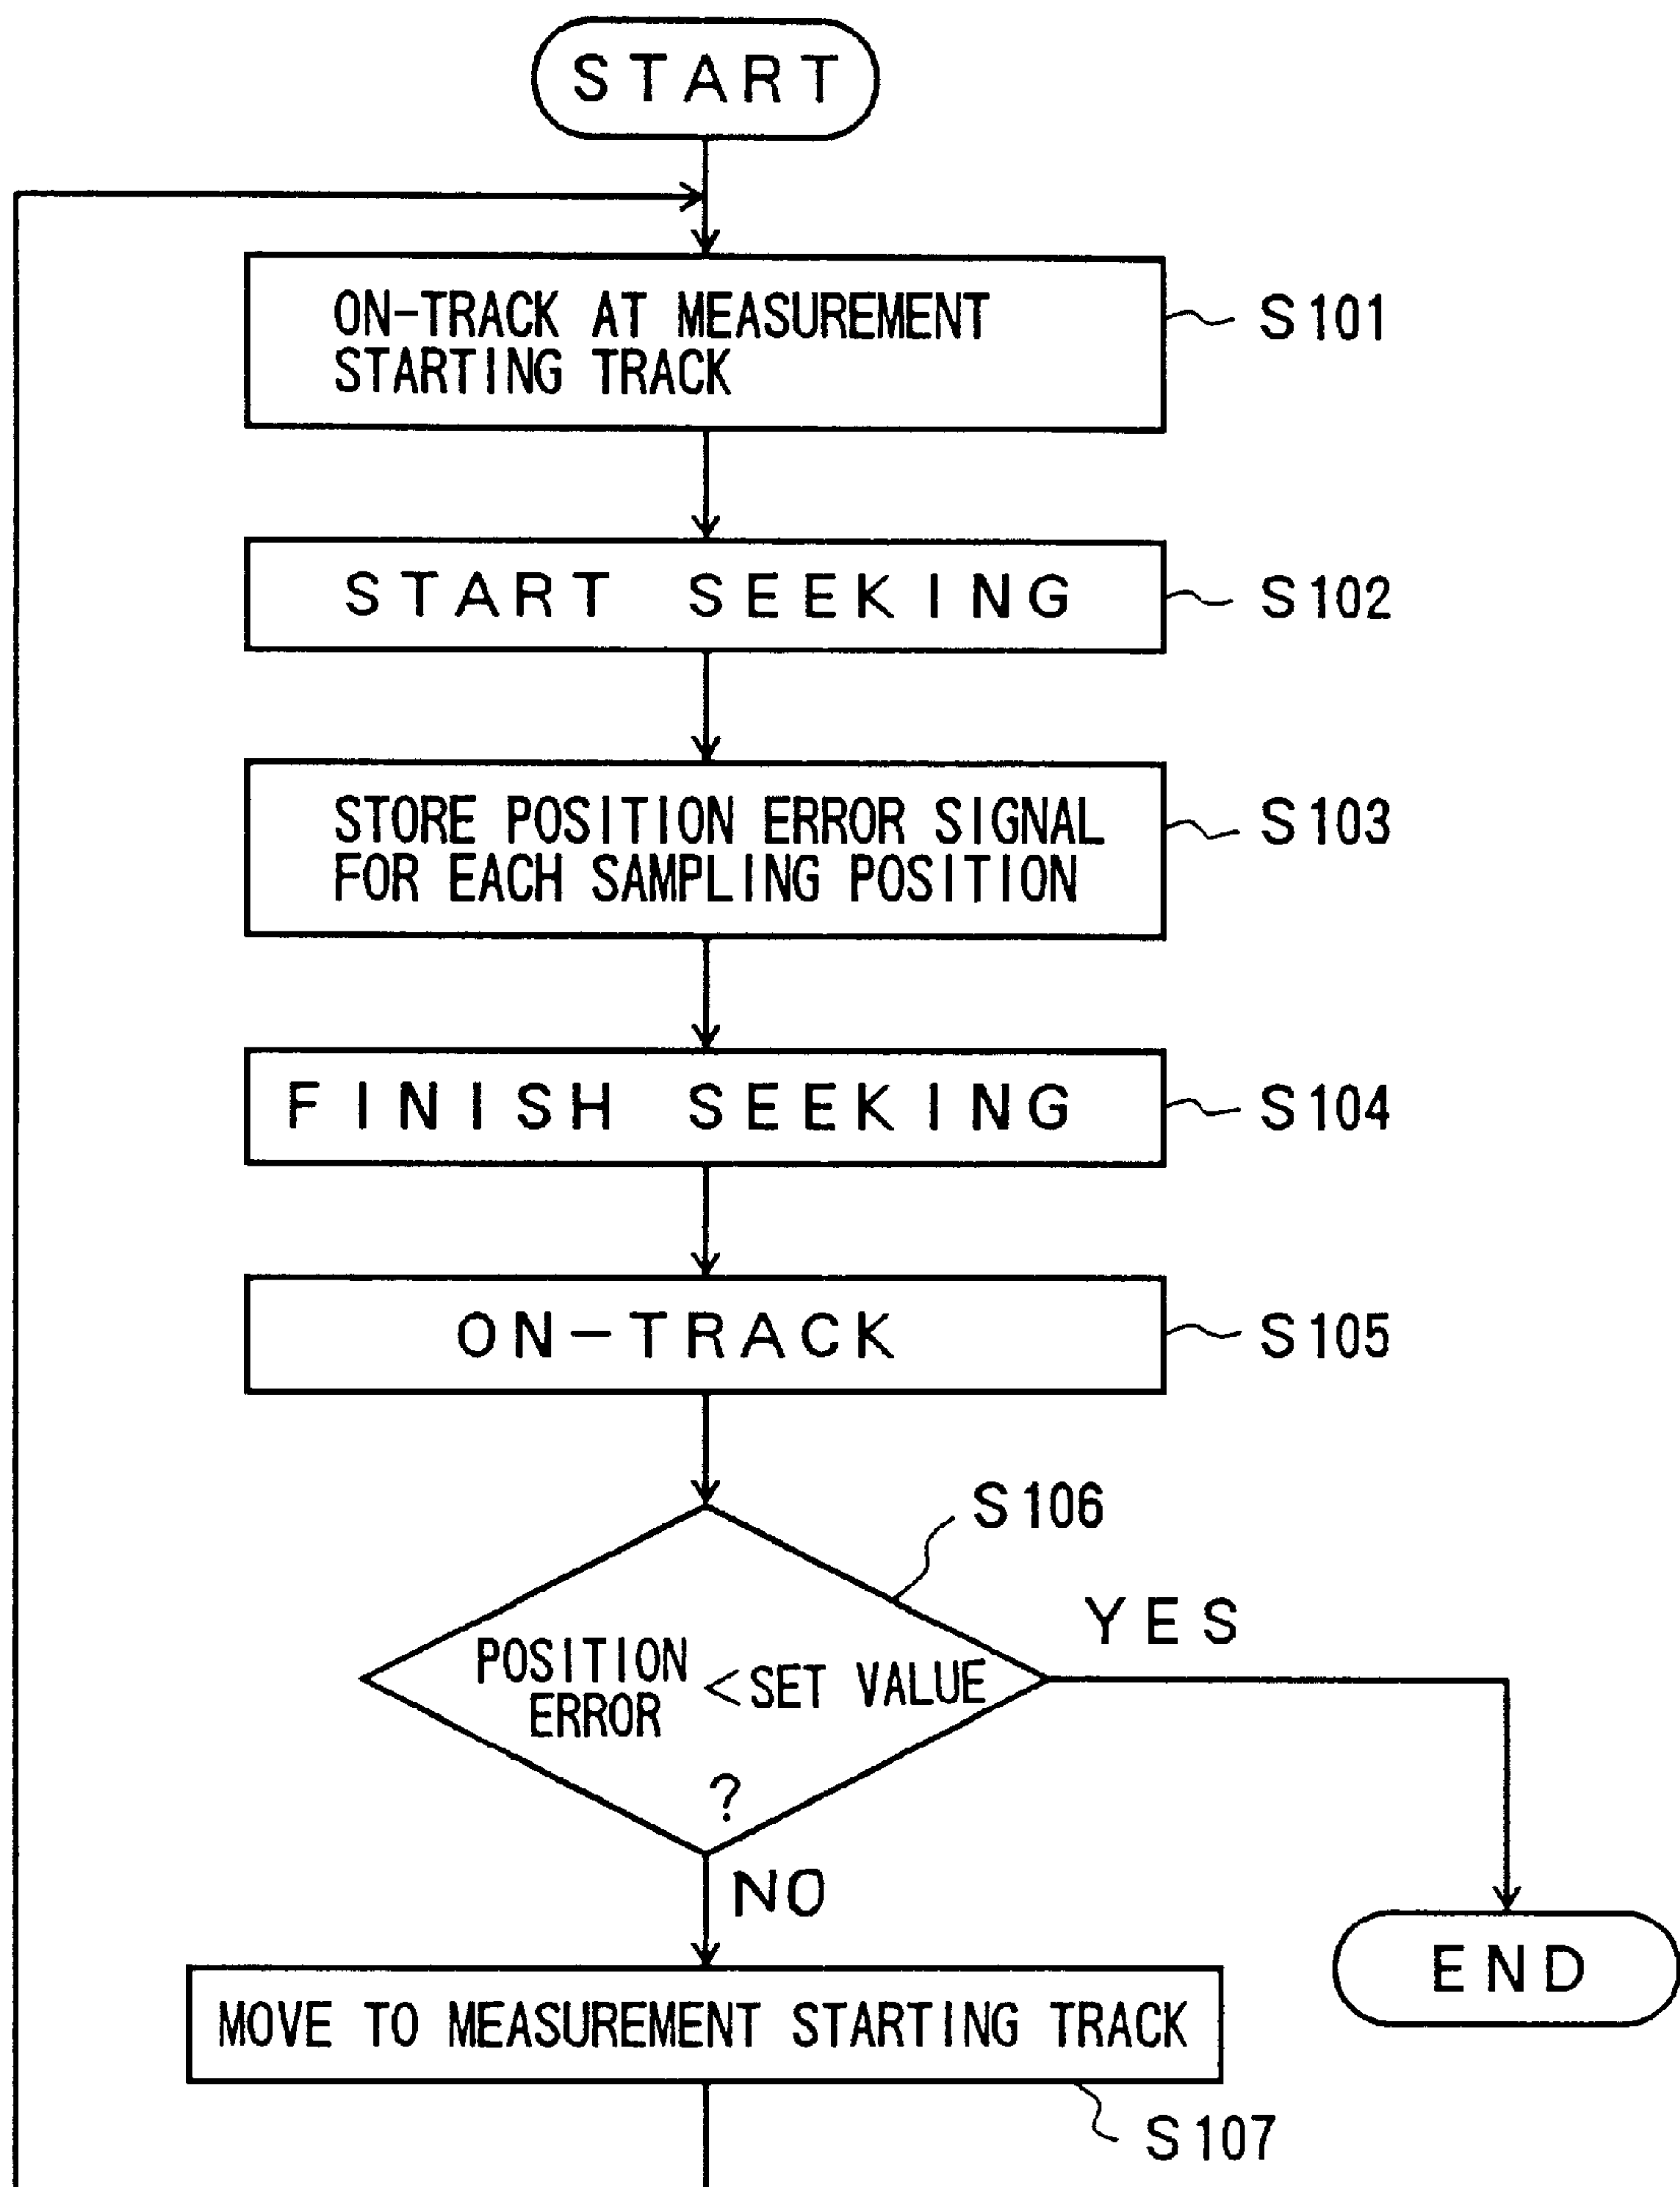 START
ON-TRACK AT MEASUREMENT
STARTING TRACK
S101
START SEEKING
S102
STORE POSITION ERROR SIGNAL
FOR EACH SAMPLING POSITION
S103
FINISH SEEKING
S104
ON-TRACK
S105
S106
YES
POSITION
ERROR
<SET VALUE
?
NO
END
MOVE TO MEASUREMENT STARTING TRACK
S107